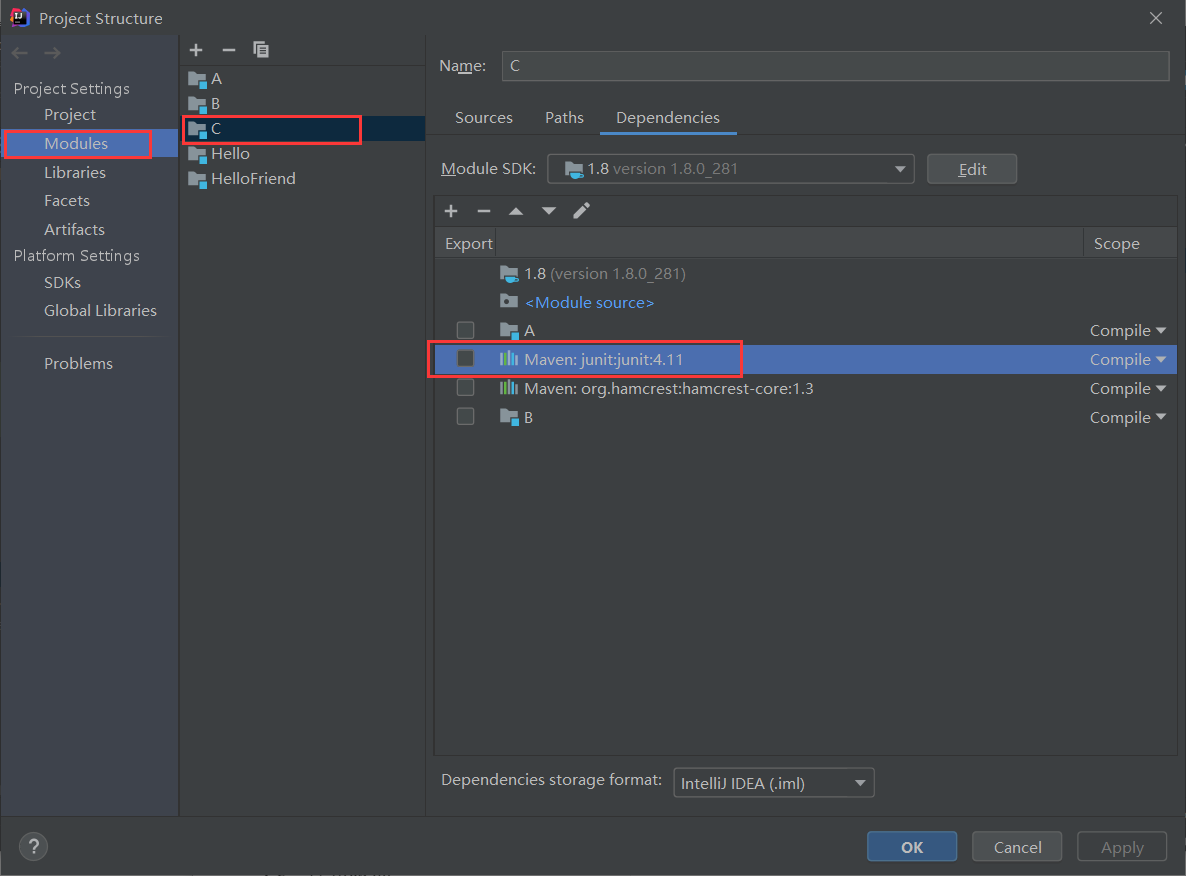 Project Structure
Project Settings
Project
Modules
Libraries
Facets
Artifacts
Platform Settings
SDKs
Global Libraries
Problems
A
B
C
Hello
HelloFriend
Name: C
Sources Paths Dependencies
Module SDK: 1.8 version 1.8.0_281 Edit
Export Scope
1.8 (version 1.8.0_281)
<Module source>
A Compile
Maven: junit:junit:4.11 Compile
Maven: org.hamcrest:hamcrest-core:1.3 Compile
B Compile
Dependencies storage format: IntelliJ IDEA (.iml)
? OK Cancel Apply